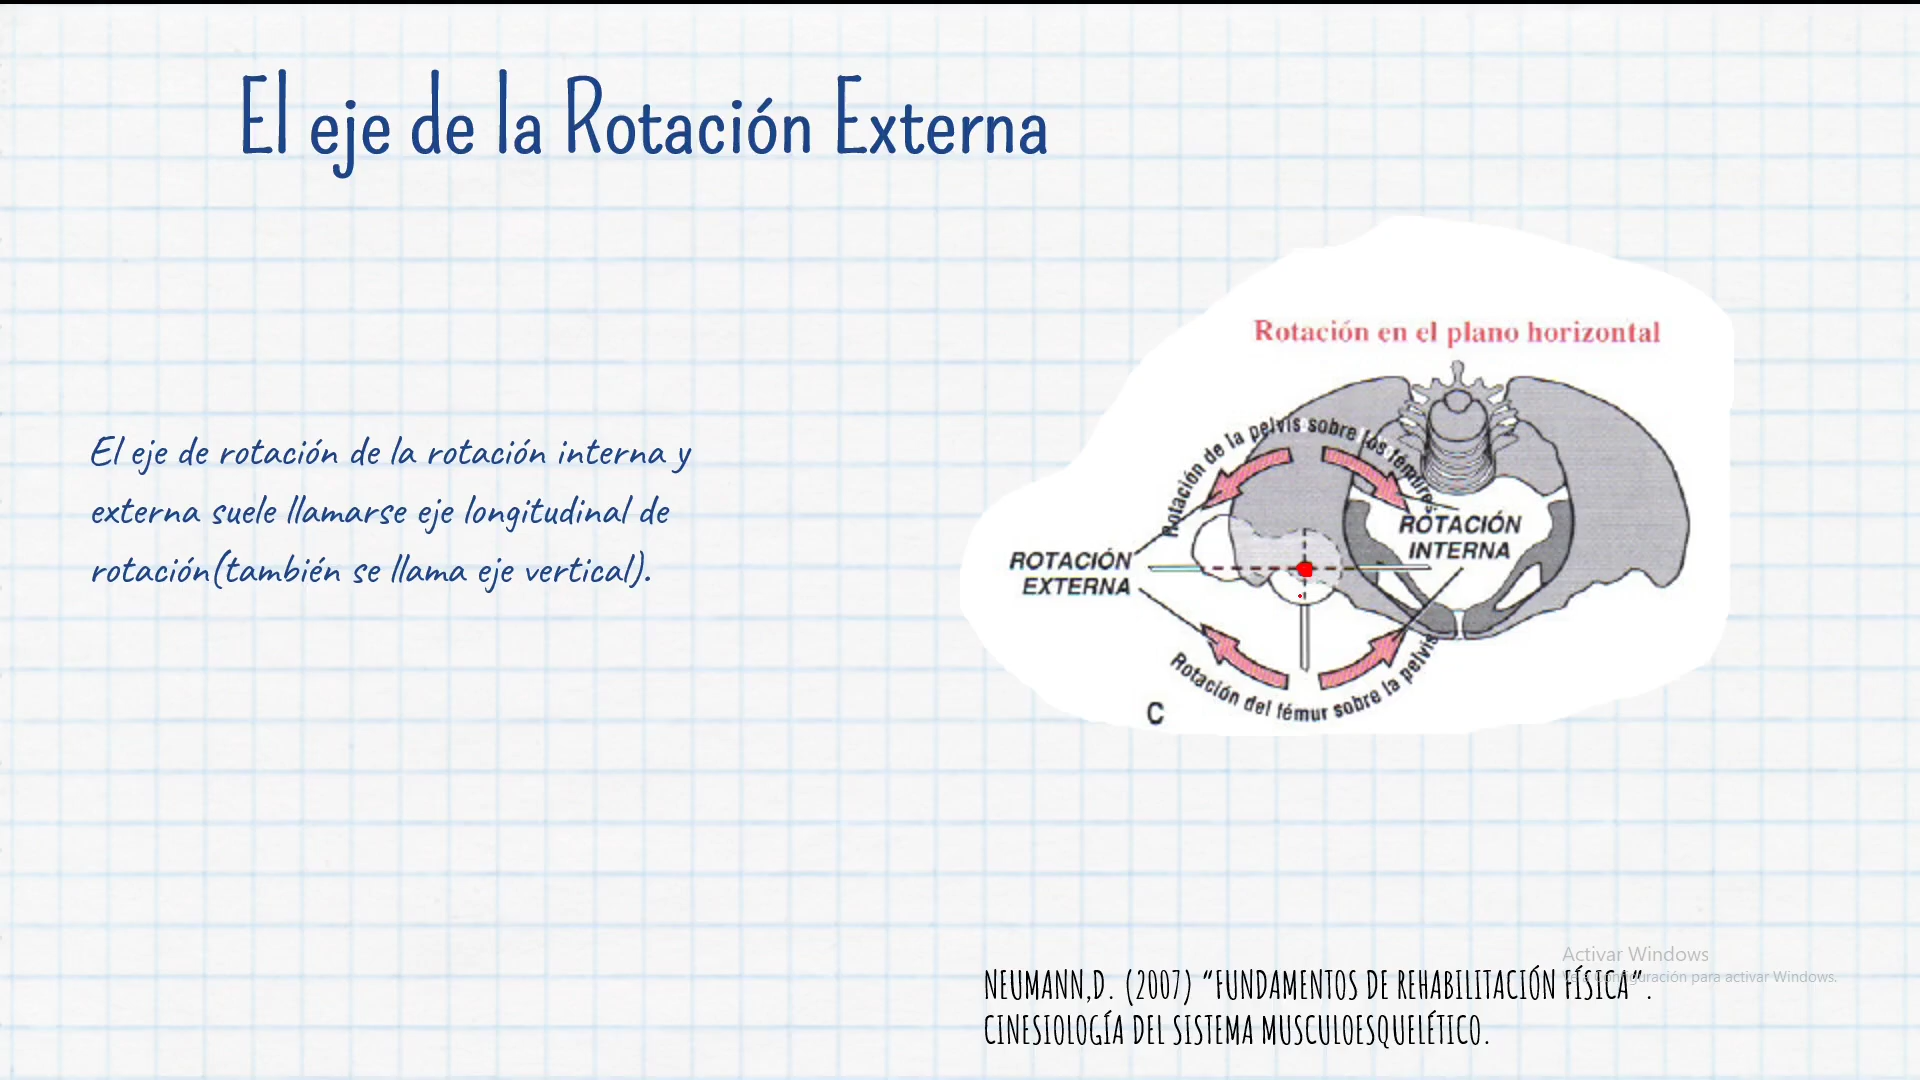 El eje de la Rotación Externa
El eje de rotación de la rotación interna y
externa suele llamarse eje longitudinal de
rotación(también se llama eje vertical).
Rotación en el plano horizontal
Rotación de la pelvis sobre los fémures
ROTACIÓN
EXTERNA
ROTACIÓN
INTERNA
Rotación del fémur sobre la pelvis
C
Activar Windows
NEUMANN,D. (2007) “FUNDAMENTOS DE REHABILITACIÓN FÍSICA”.
para activar Windows.
CINESIOLOGÍA DEL SISTEMA MUSCULOESQUELÉTICO.